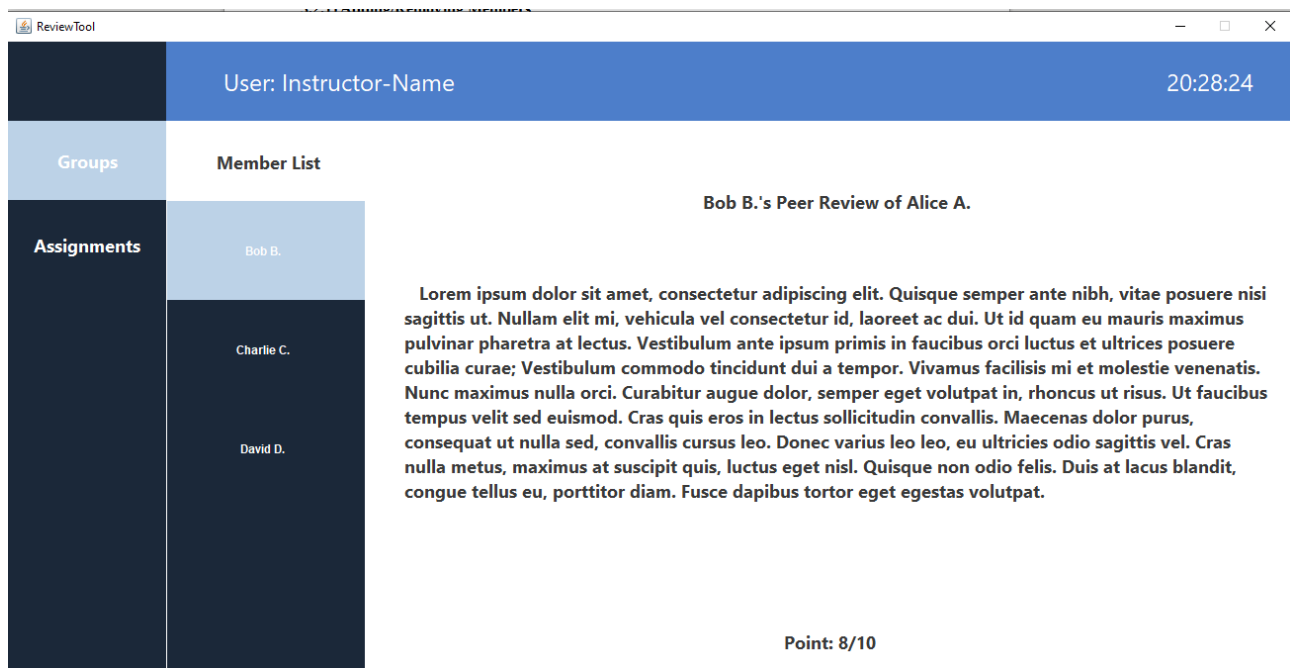 ReviewTool
User: Instructor-Name
20:28:24
Groups
Assignments
Member List
Bob B.
Charlie C.
David D.
Bob B.'s Peer Review of Alice A.
Lorem ipsum dolor sit amet, consectetur adipiscing elit. Quisque semper ante nibh, vitae posuere nisi
sagittis ut. Nullam elit mi, vehicula vel consectetur id, laoreet ac dui. Ut id quam eu mauris maximus
pulvinar pharetra at lectus. Vestibulum ante ipsum primis in faucibus orci luctus et ultrices posuere
cubilia curae; Vestibulum commodo tincidunt dui a tempor. Vivamus facilisis mi et molestie venenatis.
Nunc maximus nulla orci. Curabitur augue dolor, semper eget volutpat in, rhoncus ut risus. Ut faucibus
tempus velit sed euismod. Cras quis eros in lectus sollicitudin convallis. Maecenas dolor purus,
consequat ut nulla sed, convallis cursus leo. Donec varius leo leo, eu ultricies odio sagittis vel. Cras
nulla metus, maximus at suscipit quis, luctus eget nisl. Quisque non odio felis. Duis at lacus blandit,
congue tellus eu, porttitor diam. Fusce dapibus tortor eget egestas volutpat.
Point: 8/10